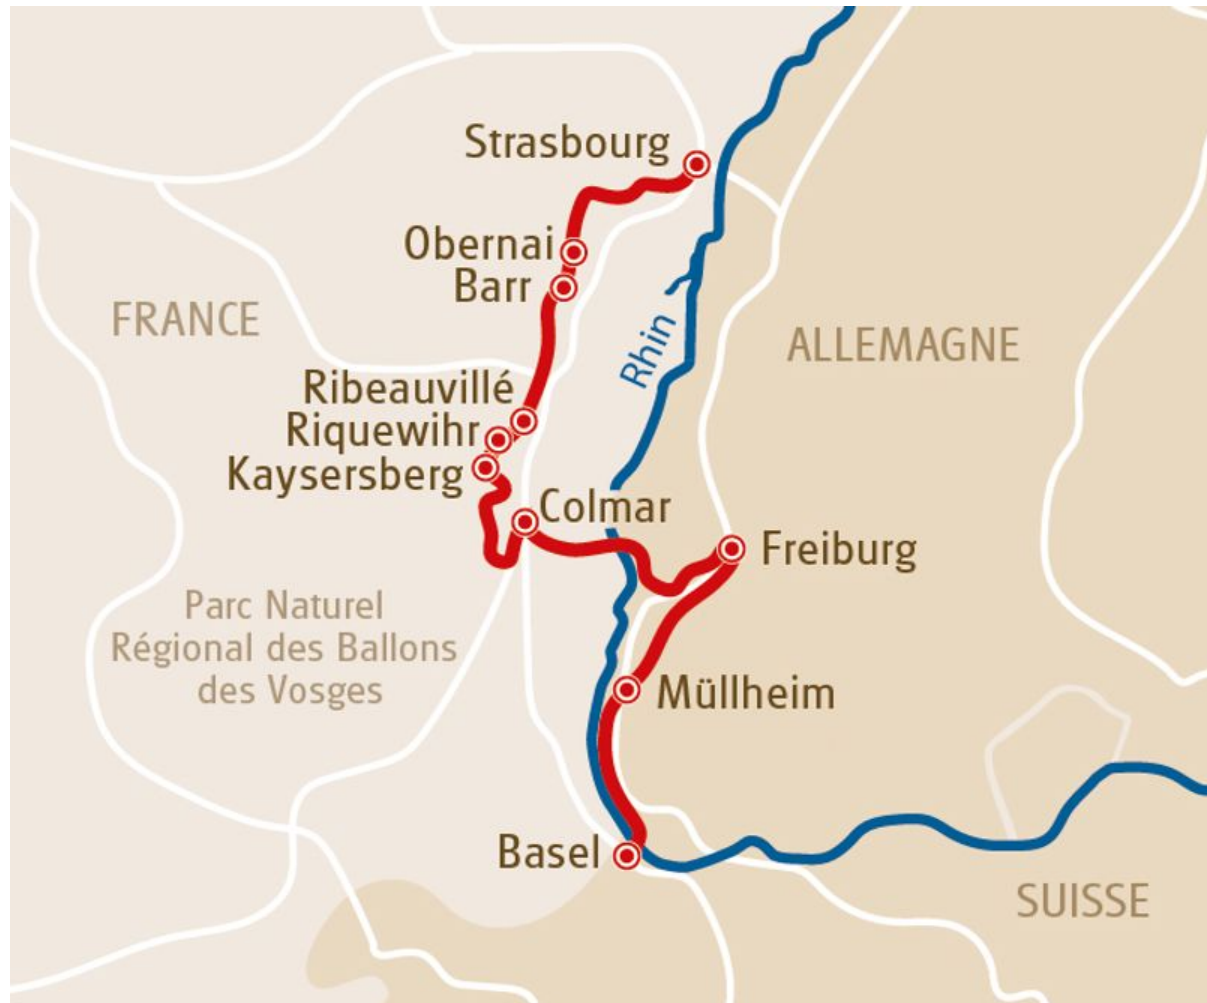 Strasbourg
Obernai
Barr
FRANCE
Rhin
ALLEMAGNE
Ribeauvillé
Riquewihr
Kaysersberg
Colmar
Freiburg
Parc Naturel
Régional des Ballons
des Vosges
Müllheim
Basel
SUISSE